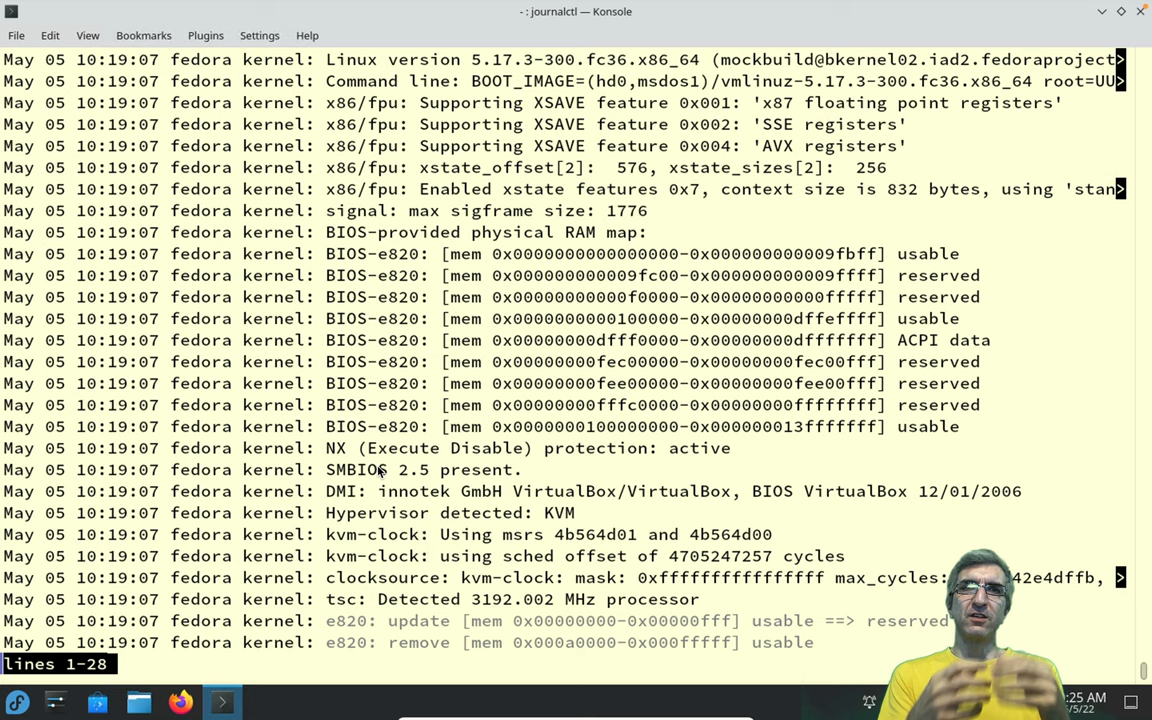 - : journalctl — Konsole
File Edit View Bookmarks Plugins Settings Help
May 05 10:19:07 fedora kernel: Linux version 5.17.3-300.fc36.x86_64 (mockbuild@bkernel02.iad2.fedoraproject>
May 05 10:19:07 fedora kernel: Command line: BOOT_IMAGE=(hd0,msdos1)/vmlinuz-5.17.3-300.fc36.x86_64 root=UU>
May 05 10:19:07 fedora kernel: x86/fpu: Supporting XSAVE feature 0x001: 'x87 floating point registers'
May 05 10:19:07 fedora kernel: x86/fpu: Supporting XSAVE feature 0x002: 'SSE registers'
May 05 10:19:07 fedora kernel: x86/fpu: Supporting XSAVE feature 0x004: 'AVX registers'
May 05 10:19:07 fedora kernel: x86/fpu: xstate_offset[2]:  576, xstate_sizes[2]:  256
May 05 10:19:07 fedora kernel: x86/fpu: Enabled xstate features 0x7, context size is 832 bytes, using 'stan>
May 05 10:19:07 fedora kernel: signal: max sigframe size: 1776
May 05 10:19:07 fedora kernel: BIOS-provided physical RAM map:
May 05 10:19:07 fedora kernel: BIOS-e820: [mem 0x0000000000000000-0x000000000009fbff] usable
May 05 10:19:07 fedora kernel: BIOS-e820: [mem 0x000000000009fc00-0x000000000009ffff] reserved
May 05 10:19:07 fedora kernel: BIOS-e820: [mem 0x00000000000f0000-0x00000000000fffff] reserved
May 05 10:19:07 fedora kernel: BIOS-e820: [mem 0x0000000000100000-0x00000000dffeffff] usable
May 05 10:19:07 fedora kernel: BIOS-e820: [mem 0x00000000dfff0000-0x00000000dfffffff] ACPI data
May 05 10:19:07 fedora kernel: BIOS-e820: [mem 0x00000000fec00000-0x00000000fec00fff] reserved
May 05 10:19:07 fedora kernel: BIOS-e820: [mem 0x00000000fee00000-0x00000000fee00fff] reserved
May 05 10:19:07 fedora kernel: BIOS-e820: [mem 0x00000000fffc0000-0x00000000ffffffff] reserved
May 05 10:19:07 fedora kernel: BIOS-e820: [mem 0x0000000100000000-0x000000013fffffff] usable
May 05 10:19:07 fedora kernel: NX (Execute Disable) protection: active
May 05 10:19:07 fedora kernel: SMBIOS 2.5 present.
May 05 10:19:07 fedora kernel: DMI: innotek GmbH VirtualBox/VirtualBox, BIOS VirtualBox 12/01/2006
May 05 10:19:07 fedora kernel: Hypervisor detected: KVM
May 05 10:19:07 fedora kernel: kvm-clock: Using msrs 4b564d01 and 4b564d00
May 05 10:19:07 fedora kernel: kvm-clock: using sched offset of 4705247257 cycles
May 05 10:19:07 fedora kernel: clocksource: kvm-clock: mask: 0xffffffffffffffff max_cycles: 42e4dffb, >
May 05 10:19:07 fedora kernel: tsc: Detected 3192.002 MHz processor
May 05 10:19:07 fedora kernel: e820: update [mem 0x00000000-0x00000fff] usable ==> reserved
May 05 10:19:07 fedora kernel: e820: remove [mem 0x000a0000-0x000fffff] usable
lines 1-28
:25 AM
/5/22